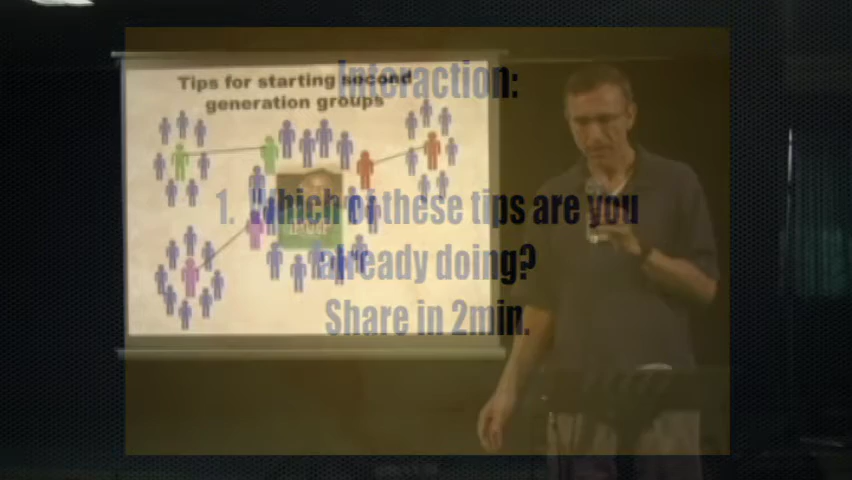 Tips for starting second
generation groups
Interaction:
1. Which of these tips are you
already doing?
Share in 2min.